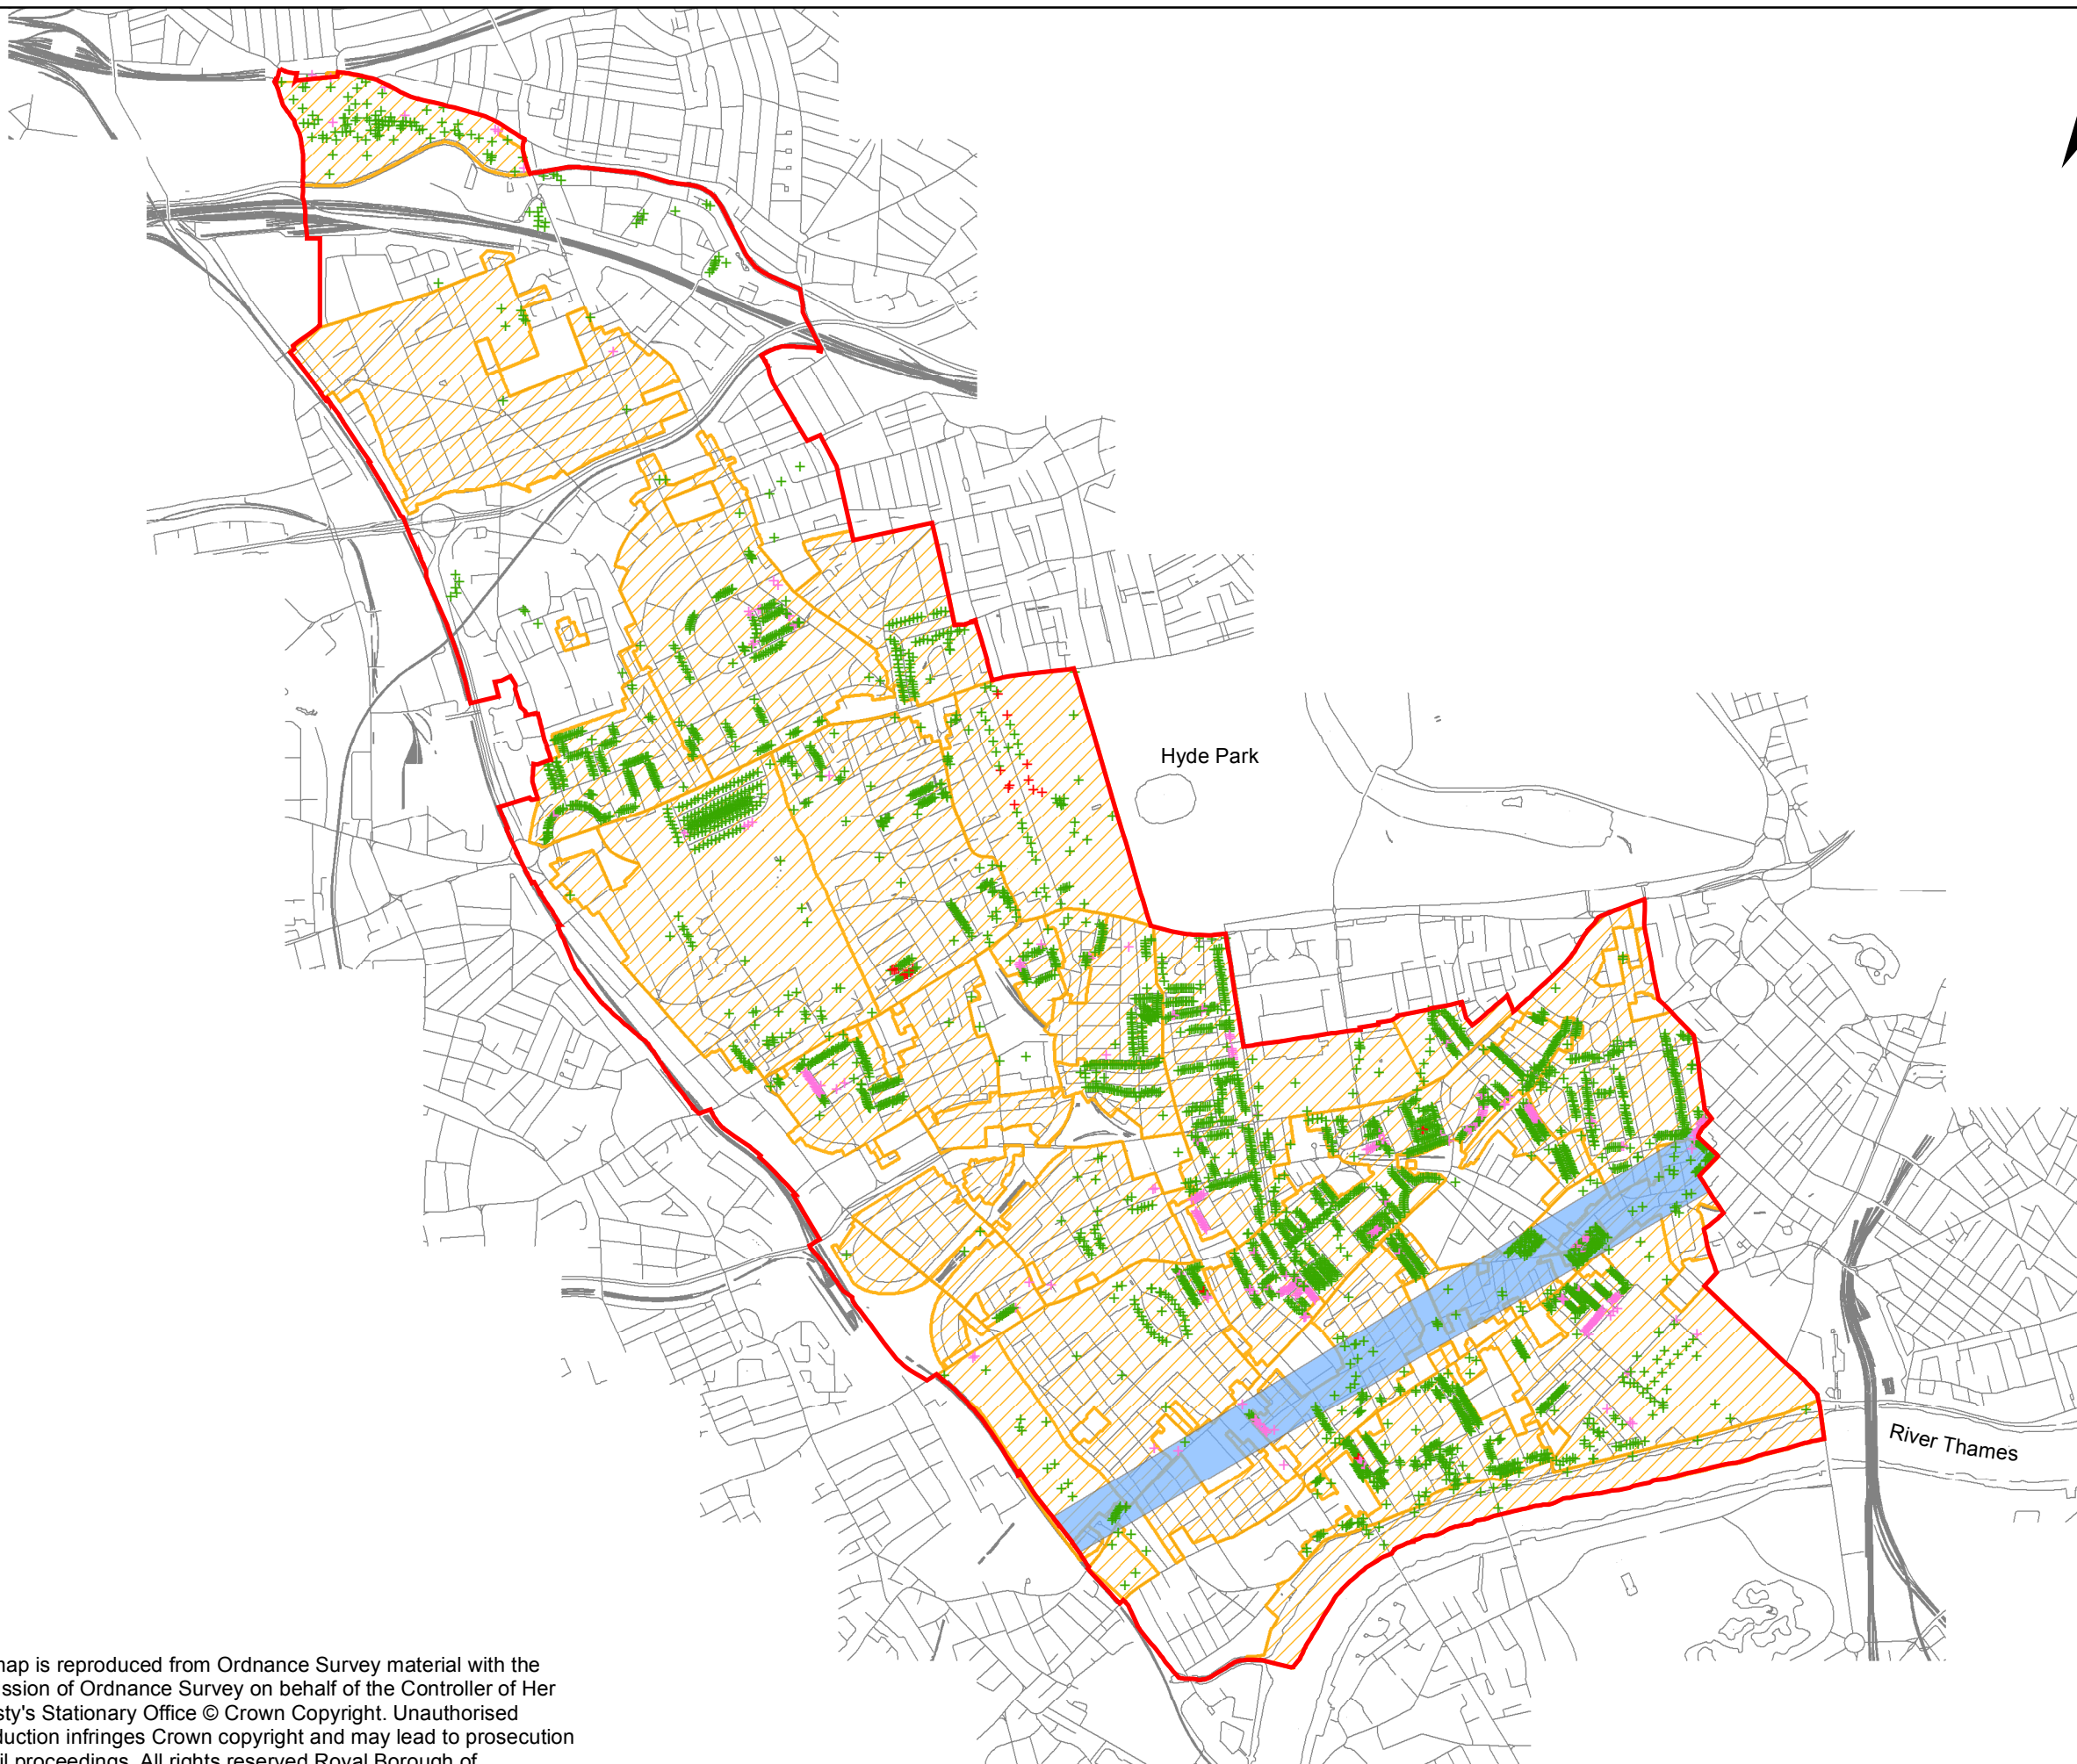 Hyde Park
River Thames
map is reproduced from Ordnance Survey material with the
ssion of Ordnance Survey on behalf of the Controller of Her
sty's Stationary Office © Crown Copyright. Unauthorised
duction infringes Crown copyright and may lead to prosecution
il proceedings. All rights reserved Royal Borough of